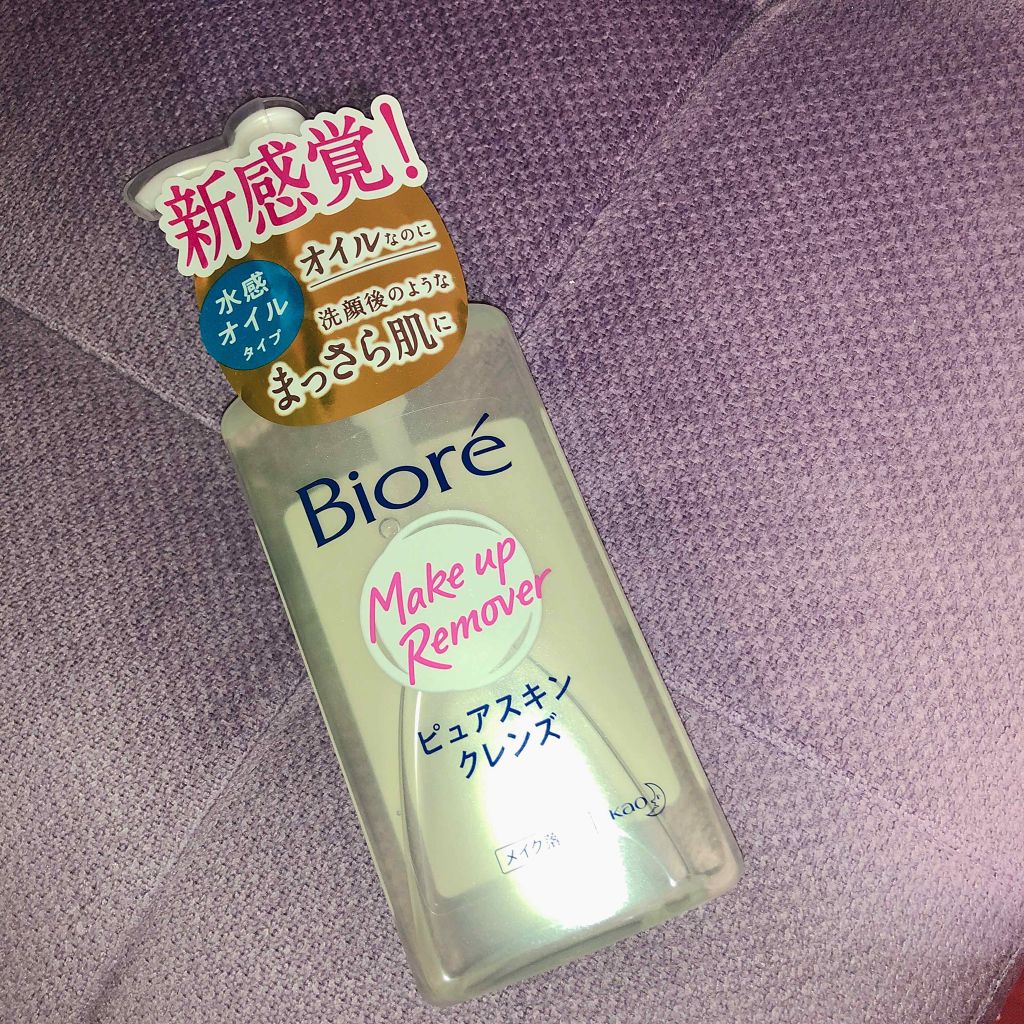 新感覚!
水感
オイル
タイプ
オイルなのに
洗顔後のような
まっさら肌に
Bioré
Make up
Remover
ピュアスキン
クレンズ
メイク落
Kao